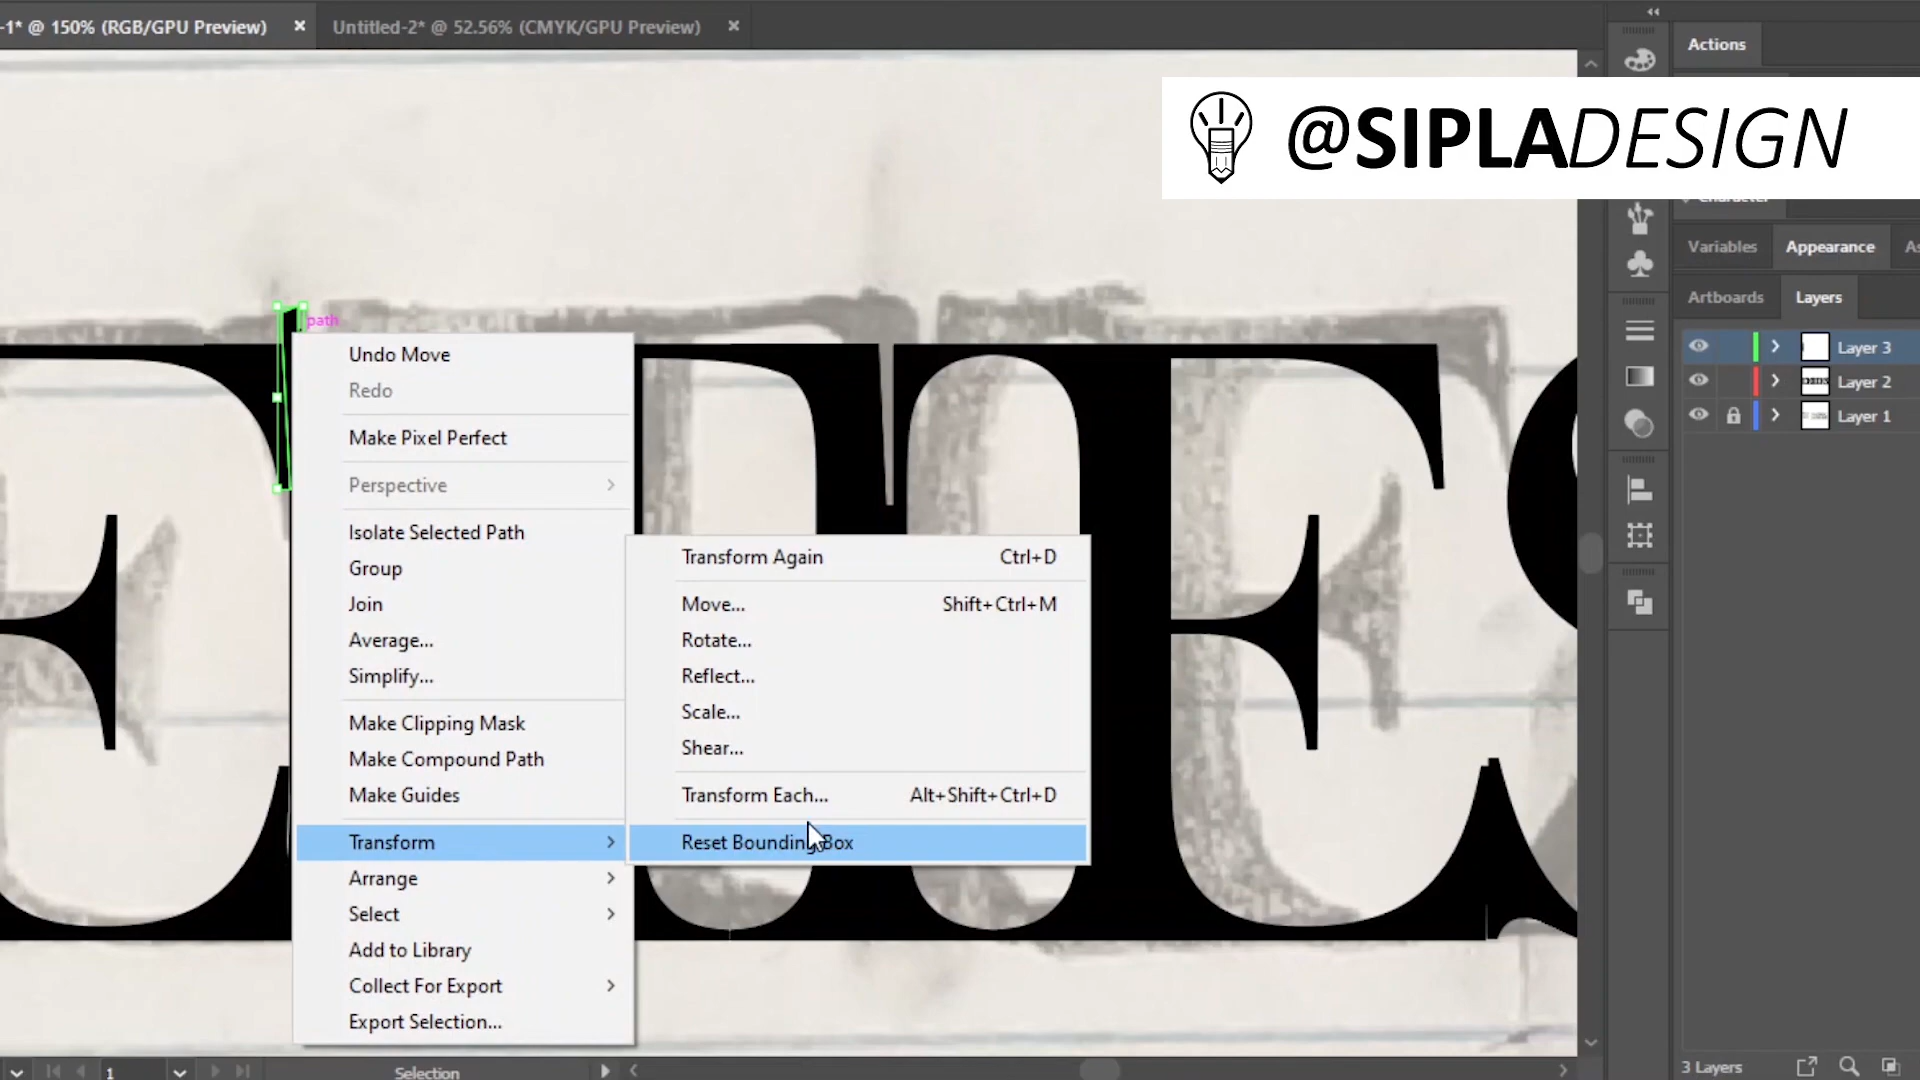 -1* @ 150% (RGB/GPU Preview)
Untitled-2* @ 52.56% (CMYK/GPU Preview)
Actions
@SIPLADESIGN
Character
Variables
Appearance
As
path
Artboards
Layers
Layer 3
Layer 2
Layer 1
Undo Move
Redo
Make Pixel Perfect
Perspective
Isolate Selected Path
Group
Join
Average...
Simplify...
Make Clipping Mask
Make Compound Path
Make Guides
Transform
Arrange
Select
Add to Library
Collect For Export
Export Selection...
Transform Again Ctrl+D
Move... Shift+Ctrl+M
Rotate...
Reflect...
Scale...
Shear...
Transform Each... Alt+Shift+Ctrl+D
Reset Bounding Box
1
Selection
3 Layers